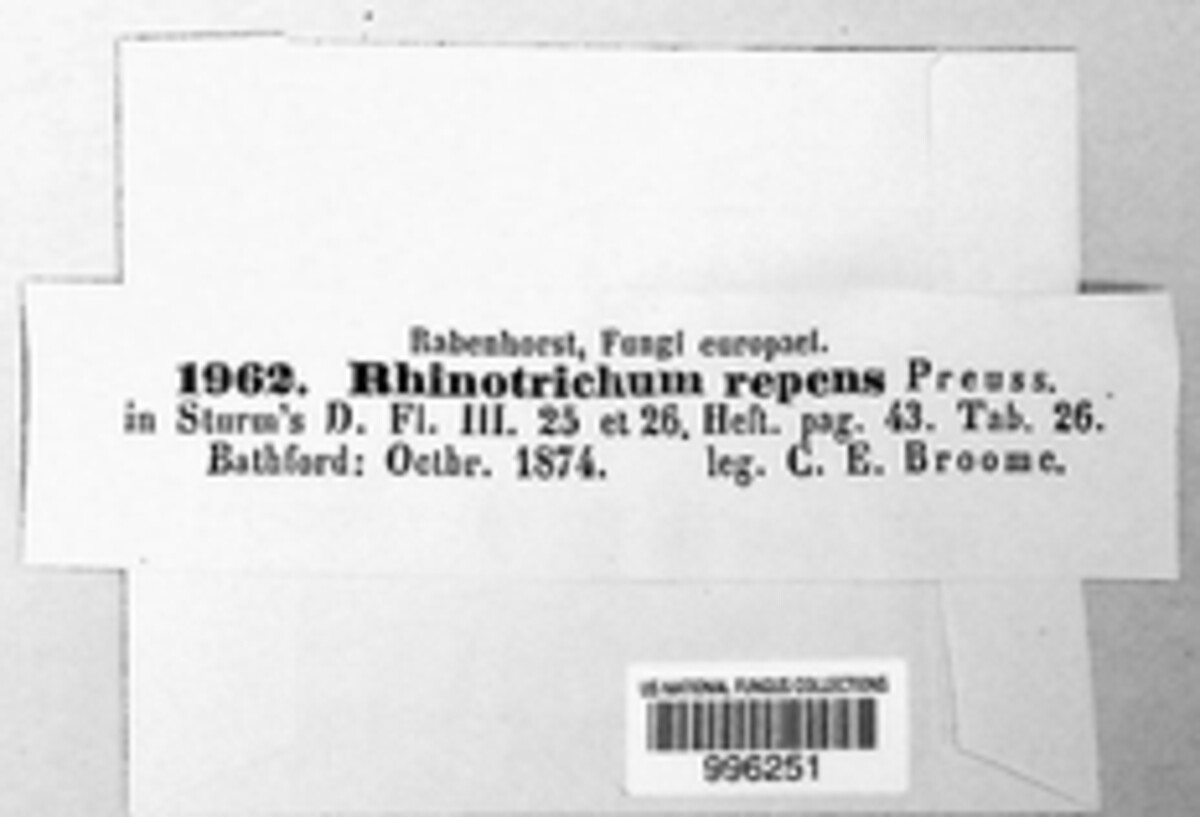 Rabenhorst, Fungi europaei.
1962. Rhinotrichum repens Preuss.
in Sturm's D. Fl. III. 25 et 26. Heft. pag. 43. Tab. 26.
Bathford: Octbr. 1874. leg. C. E. Broome.
US NATIONAL FUNGUS COLLECTIONS
996251